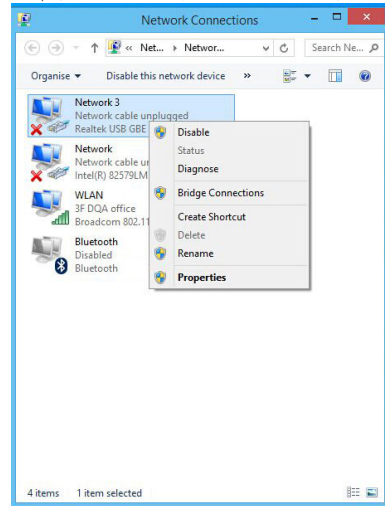 Network Connections
Net... Networ...
Search Ne...
Organise
Disable this network device
»
Network 3
Network cable unplugged
Realtek USB GBE
Network
Network cable un
Intel(R) 82579LM
WLAN
3F DQA office
Broadcom 802.11
Bluetooth
Disabled
Bluetooth
Disable
Status
Diagnose
Bridge Connections
Create Shortcut
Delete
Rename
Properties
4 items 1 item selected